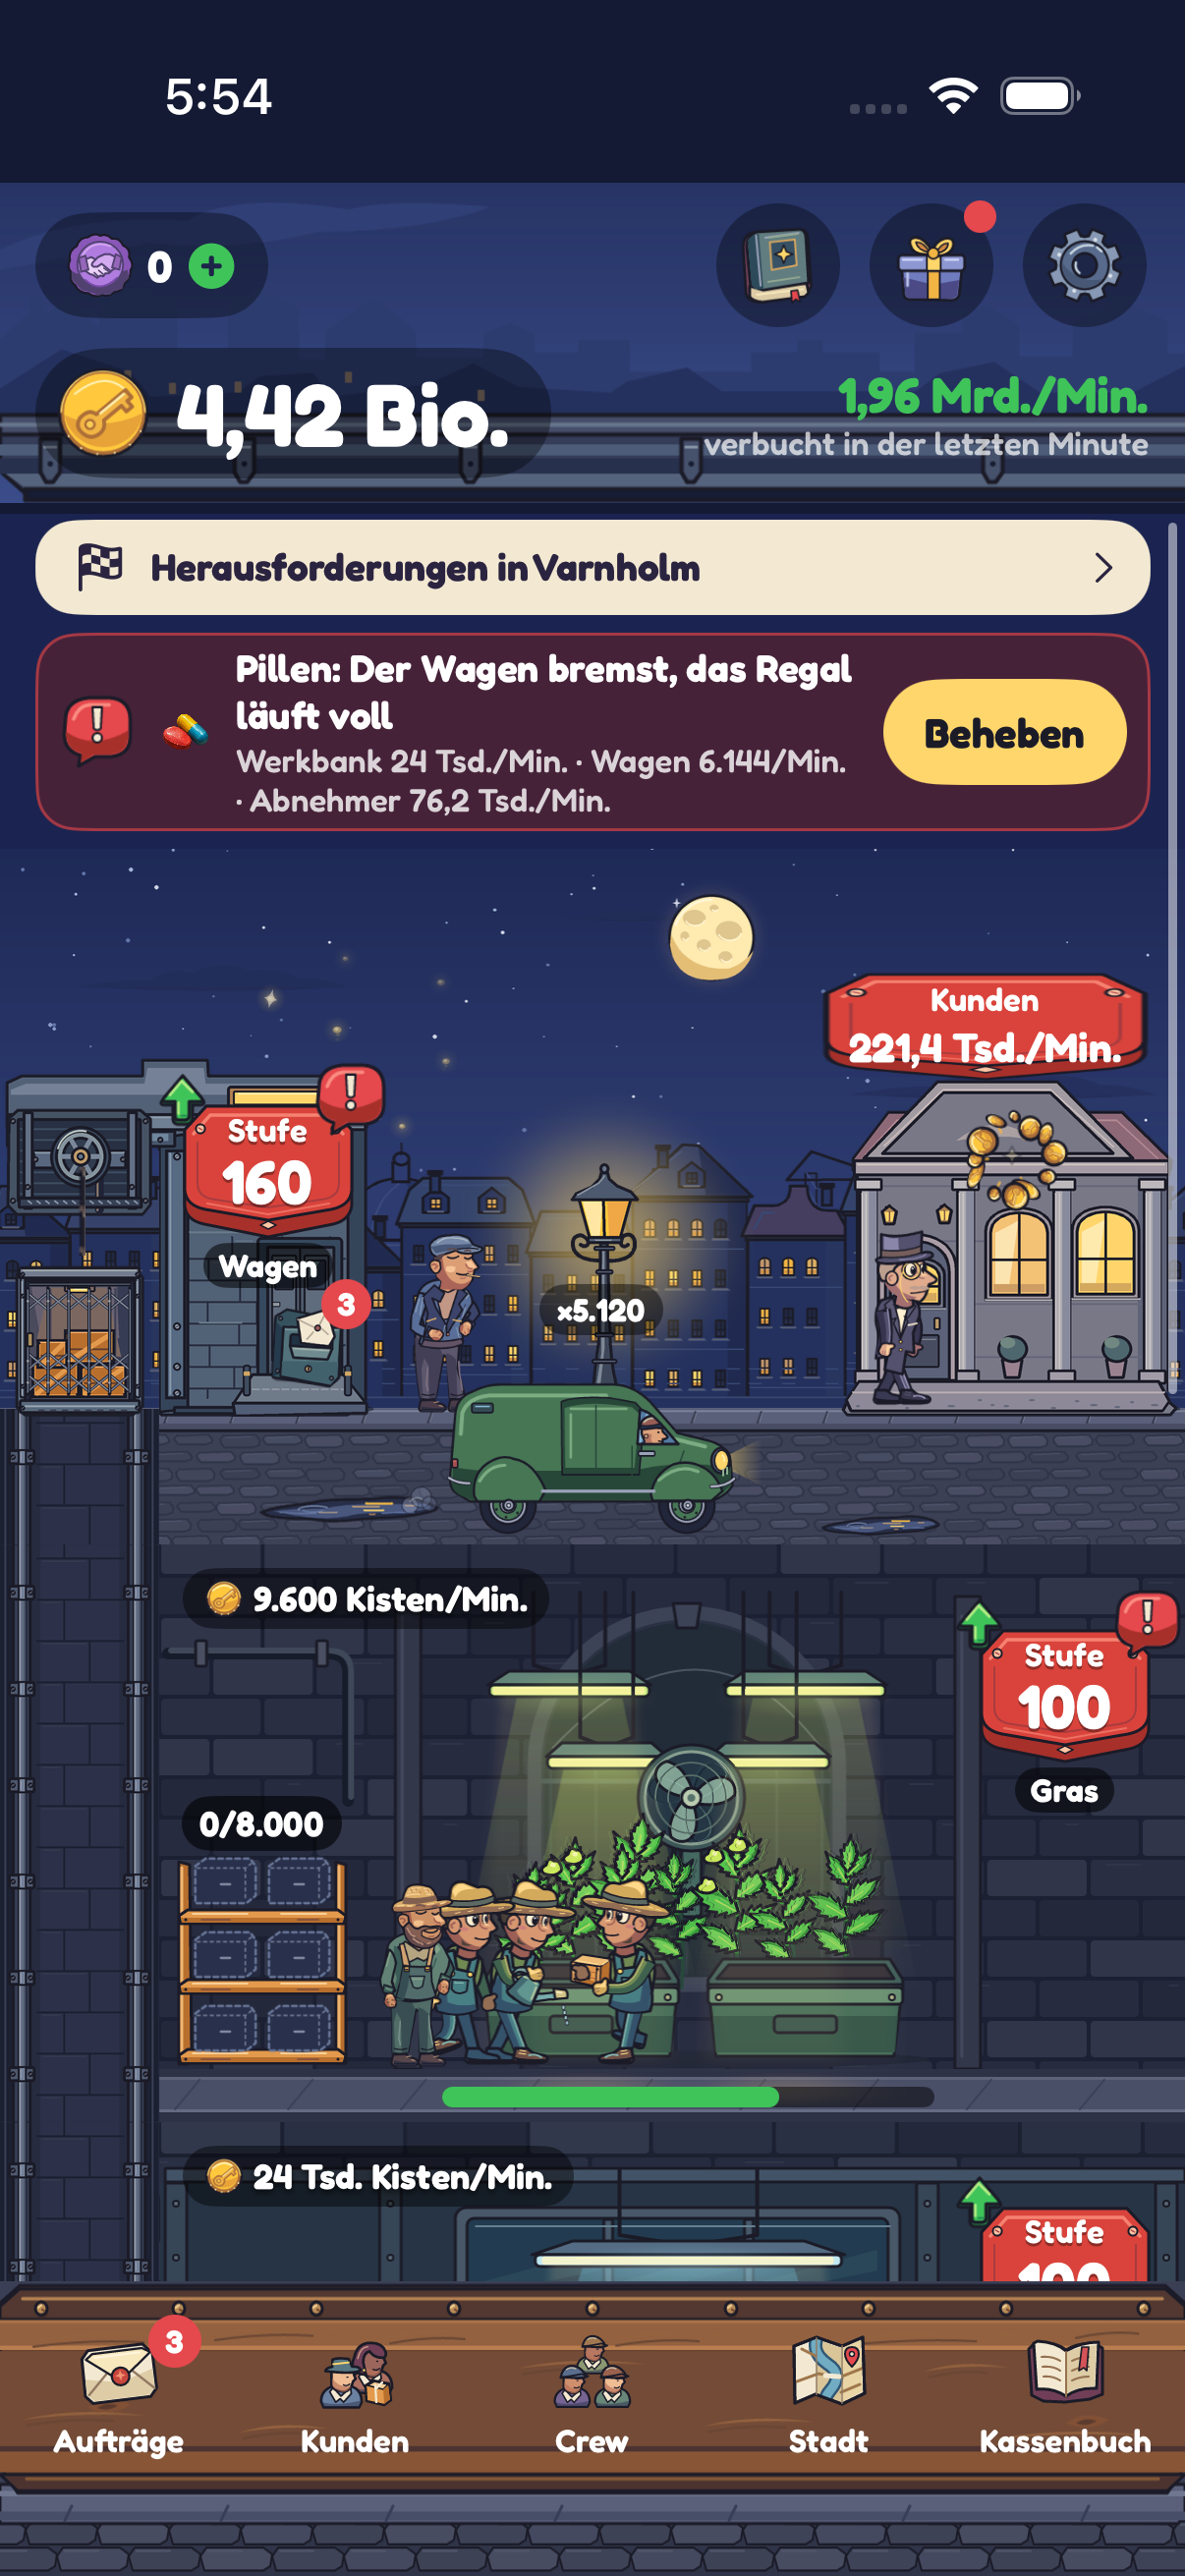 5:54
0
4,42 Bio.
1,96 Mrd./Min.
verbucht in der letzten Minute
Herausforderungen in Varnholm
Pillen: Der Wagen bremst, das Regal
läuft voll
Werkbank 24 Tsd./Min. · Wagen 6.144/Min.
· Abnehmer 76,2 Tsd./Min.
Beheben
Kunden
221,4 Tsd./Min.
Stufe
160
Wagen
3
×5.120
9.600 Kisten/Min.
Stufe
100
Gras
0/8.000
24 Tsd. Kisten/Min.
Stufe
100
3
Aufträge
Kunden
Crew
Stadt
Kassenbuch